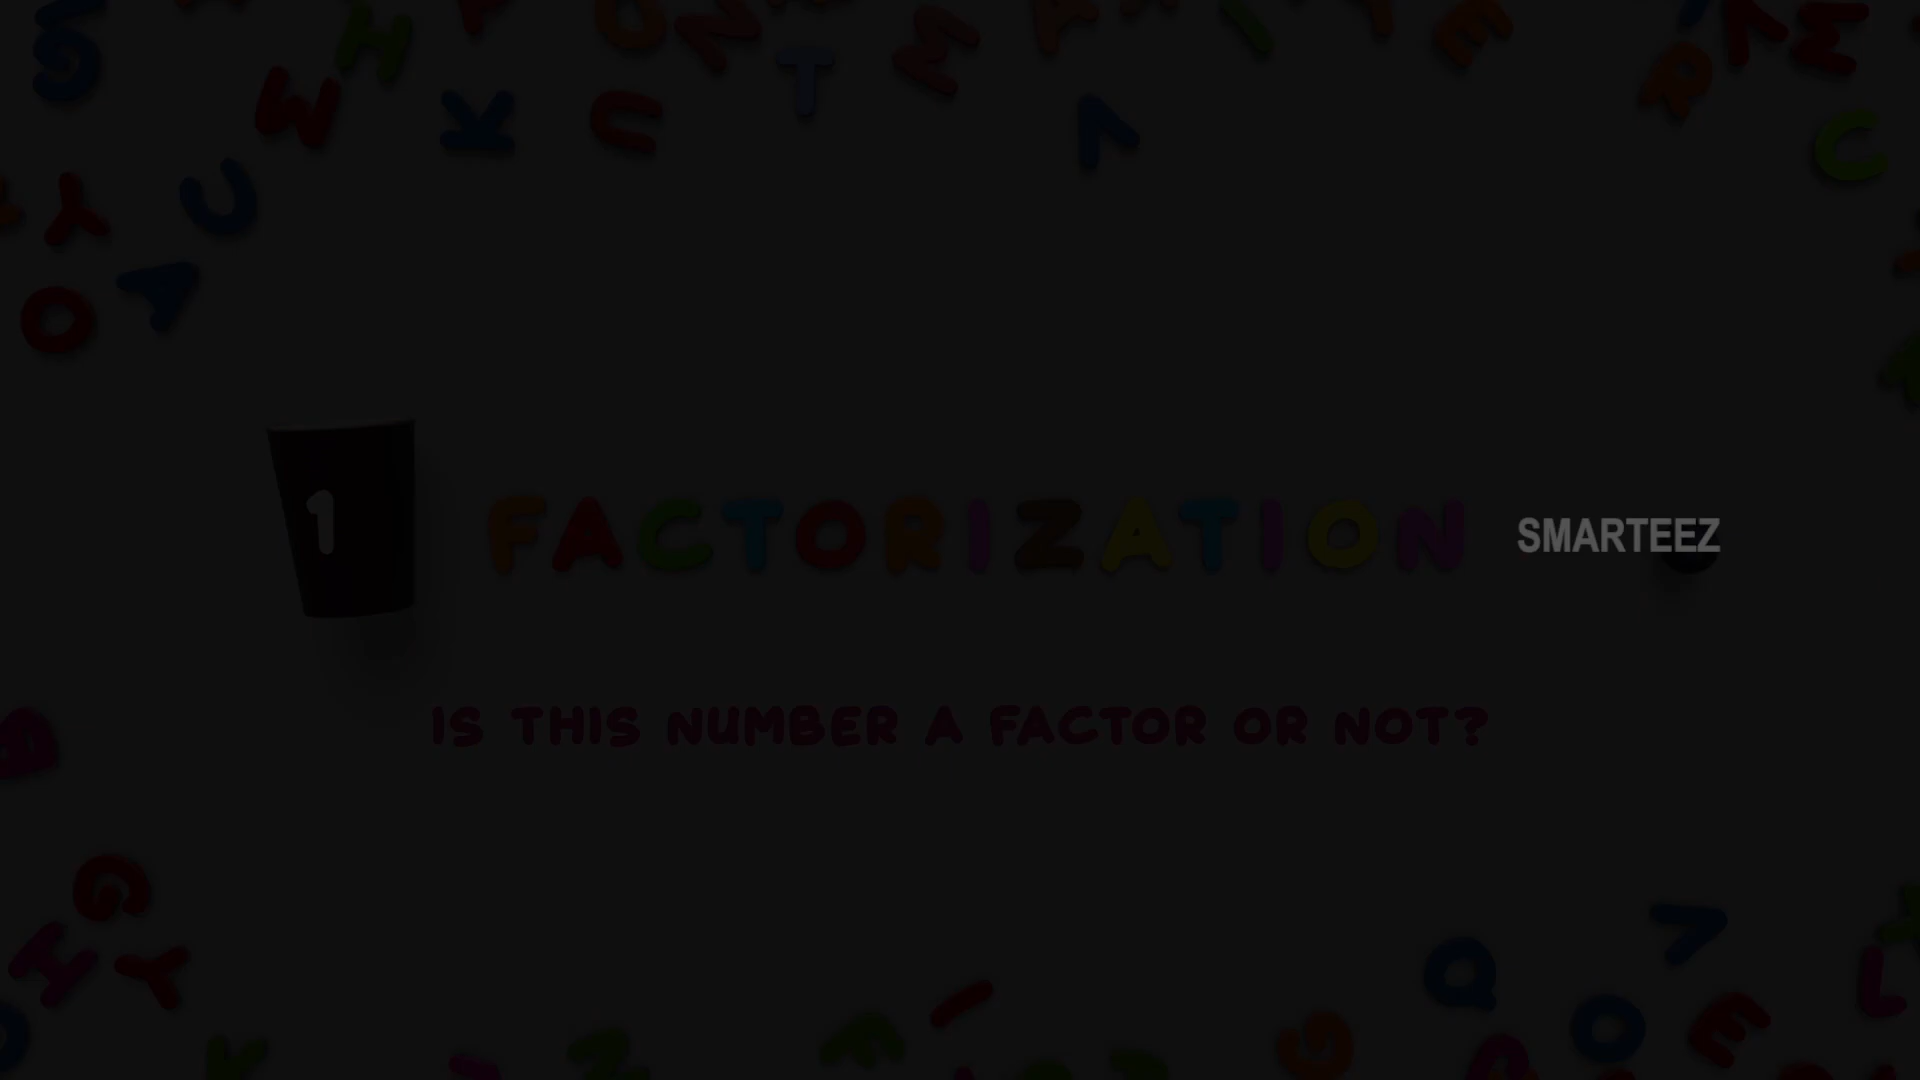 1 FACTORIZATION SMARTEEZ
IS THIS NUMBER A FACTOR OR NOT?